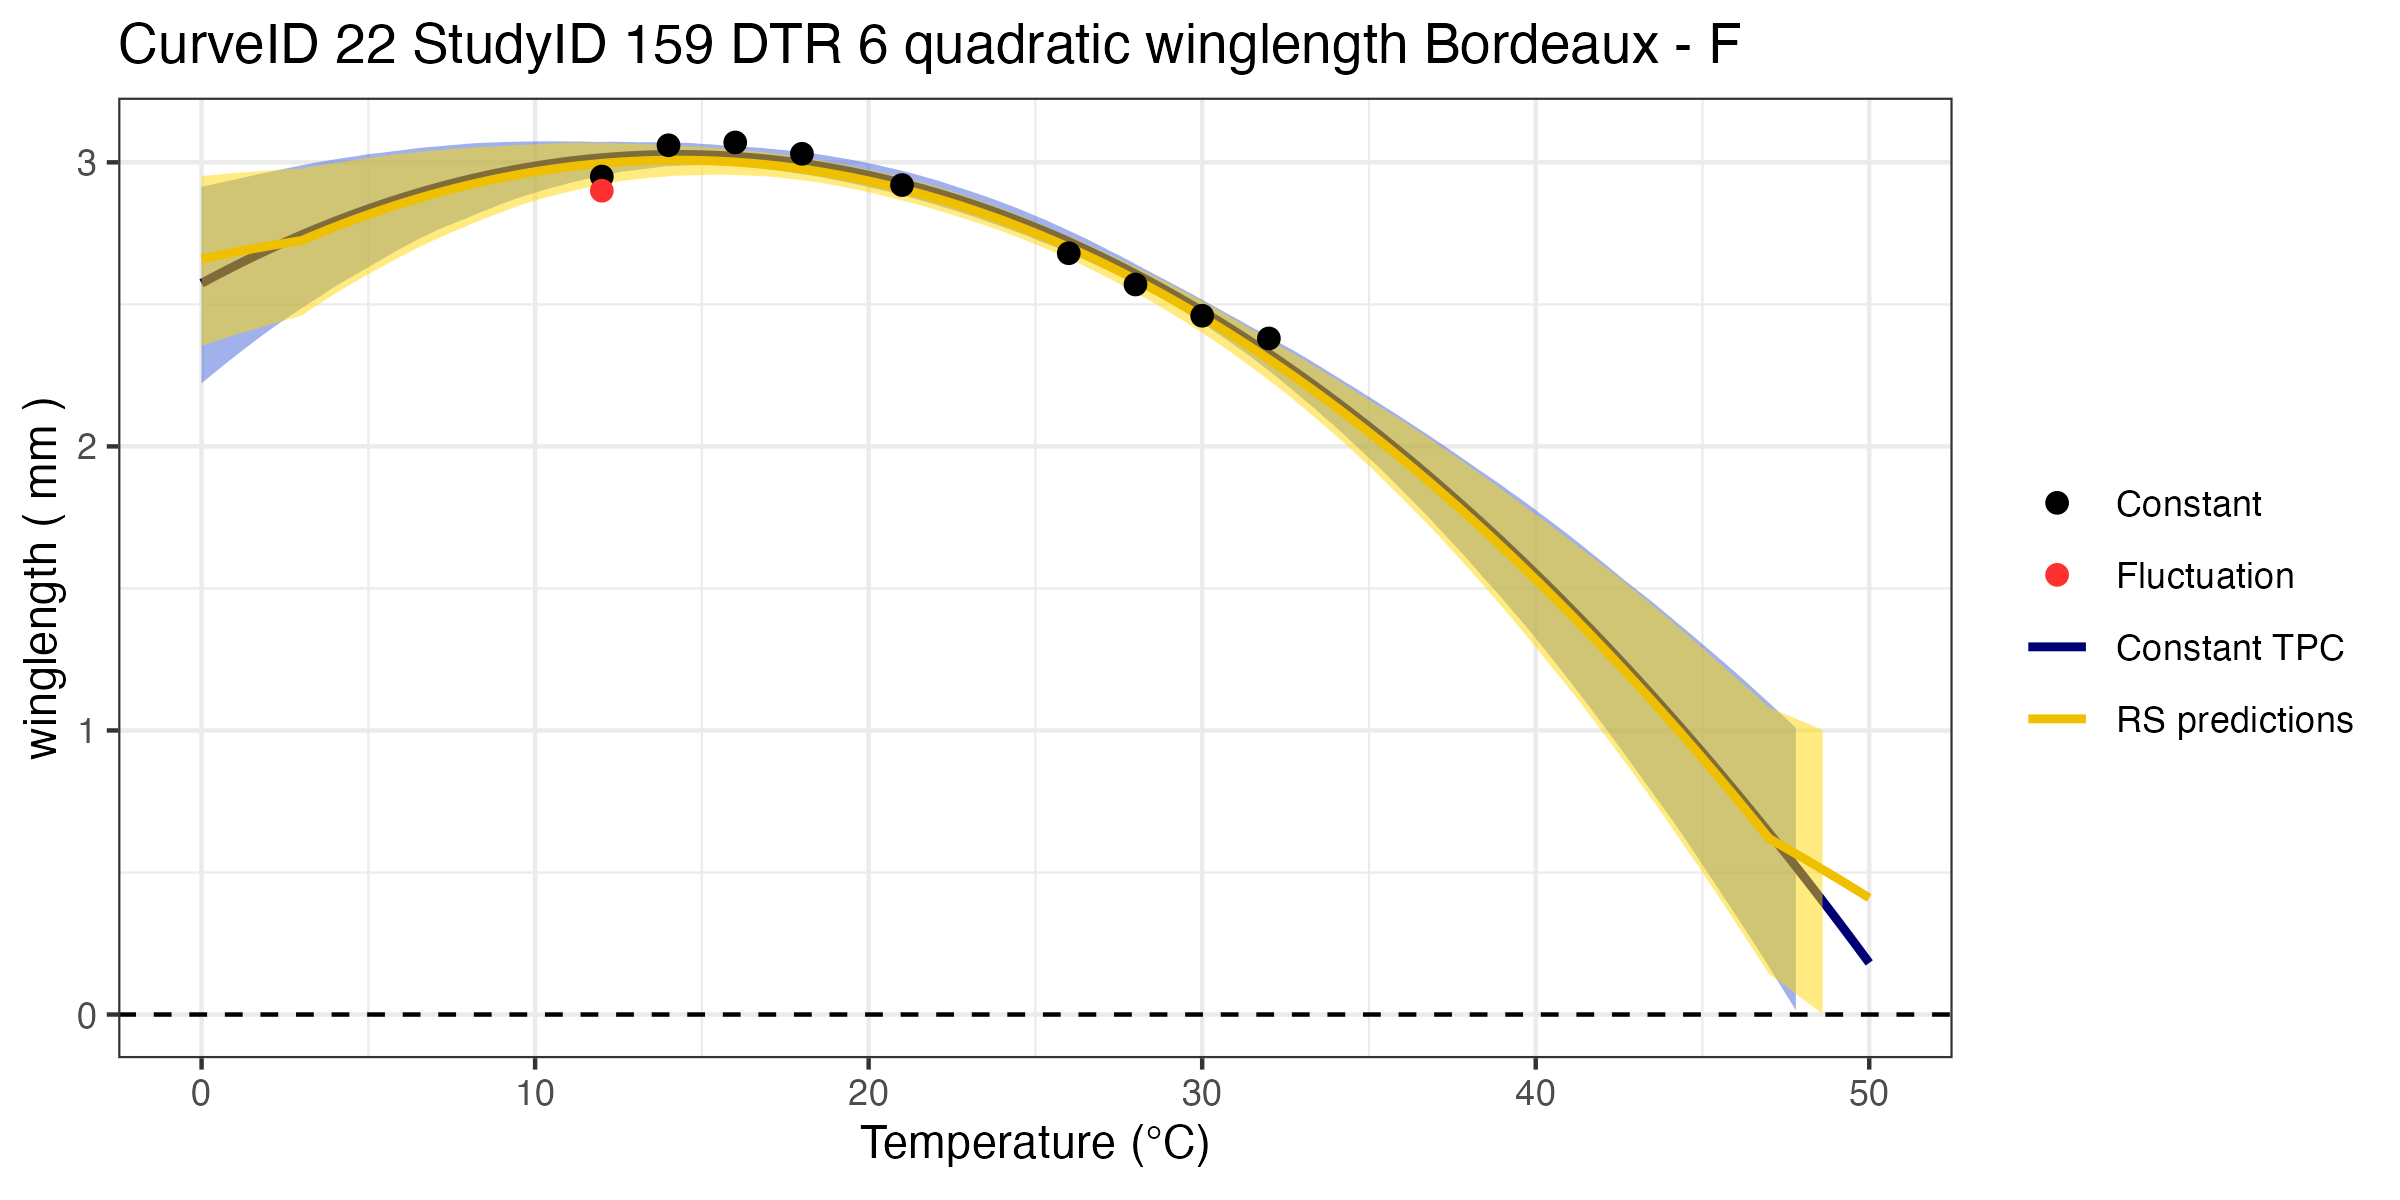 CurveID 22 StudyID 159 DTR 6 quadratic winglength Bordeaux - F
winglength ( mm )
3
2
1
0
0 10 20 30 40 50
Temperature (°C)
Constant
Fluctuation
Constant TPC
RS predictions